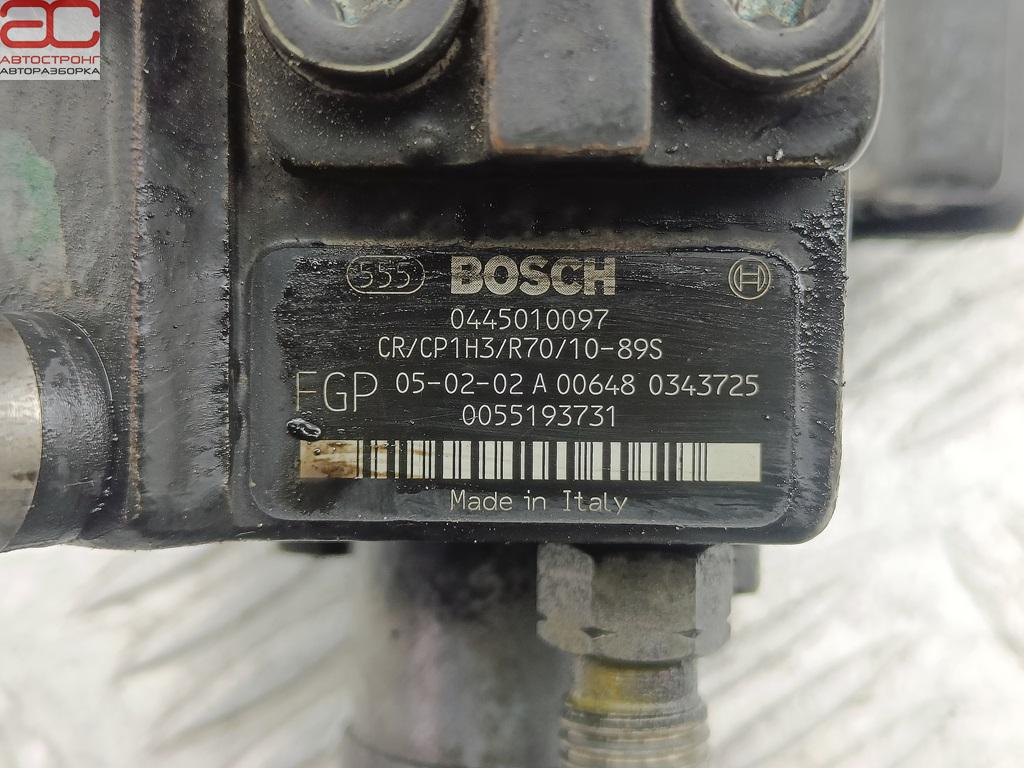 ас
АВТОСТРОНГ
АВТОРАЗБОРКА
555 BOSCH
0445010097
CR/CP1H3/R70/10-89S
FGP 05-02-02 A 00648 0343725
0055193731
Made in Italy